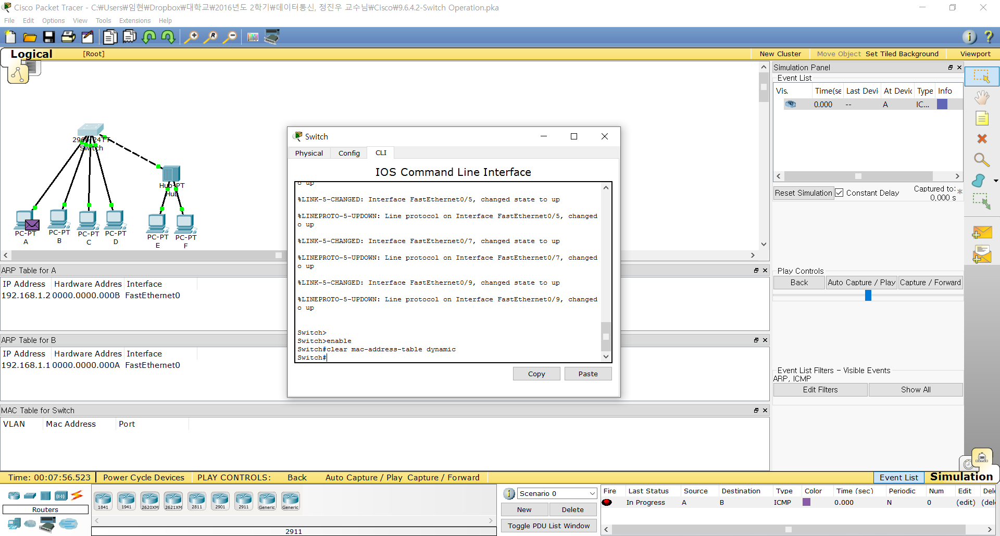 Cisco Packet Tracer - C:₩Users₩임현₩Dropbox₩대학교₩2016년도 2학기₩데이터통신, 정진우 교수님₩Cisco₩9.6.4.2-Switch Operation.pka
File Edit Options View Tools Extensions Help
Logical [Root] New Cluster Move Object Set Tiled Background Viewport
2960-24TT
Switch
Hub-PT
Hub
PC-PT
A
PC-PT
B
PC-PT
C
PC-PT
D
PC-PT
E
PC-PT
F
Switch
Physical Config CLI
IOS Command Line Interface
o up
%LINK-5-CHANGED: Interface FastEthernet0/5, changed state to up
%LINEPROTO-5-UPDOWN: Line protocol on Interface FastEthernet0/5, changed
o up
%LINK-5-CHANGED: Interface FastEthernet0/7, changed state to up
%LINEPROTO-5-UPDOWN: Line protocol on Interface FastEthernet0/7, changed
o up
%LINK-5-CHANGED: Interface FastEthernet0/9, changed state to up
%LINEPROTO-5-UPDOWN: Line protocol on Interface FastEthernet0/9, changed
o up
Switch>
Switch>enable
Switch#clear mac-address-table dynamic
Switch#
Copy Paste
Simulation Panel
Event List
Vis. Time(se Last Devi At Devic Type Info
0.000 -- A IC...
Reset Simulation Constant Delay Captured to: *
0.000 s
Play Controls
Back Auto Capture / Play Capture / Forward
Event List Filters - Visible Events
ARP, ICMP
Edit Filters Show All
ARP Table for A
IP Address Hardware Addres Interface
192.168.1.2 0000.0000.000B FastEthernet0
ARP Table for B
IP Address Hardware Addres Interface
192.168.1.1 0000.0000.000A FastEthernet0
MAC Table for Switch
VLAN Mac Address Port
Time: 00:07:56.523 Power Cycle Devices PLAY CONTROLS: Back Auto Capture / Play Capture / Forward Event List Simulation
Routers
1841 1941 2620XM 2621XM 2811 2901 2911 Generic Generic
2911
Scenario 0
New Delete
Toggle PDU List Window
Fire Last Status Source Destination Type Color Time (sec) Periodic Num Edit Dele
In Progress A B ICMP 0.000 N 0 (edit) (del